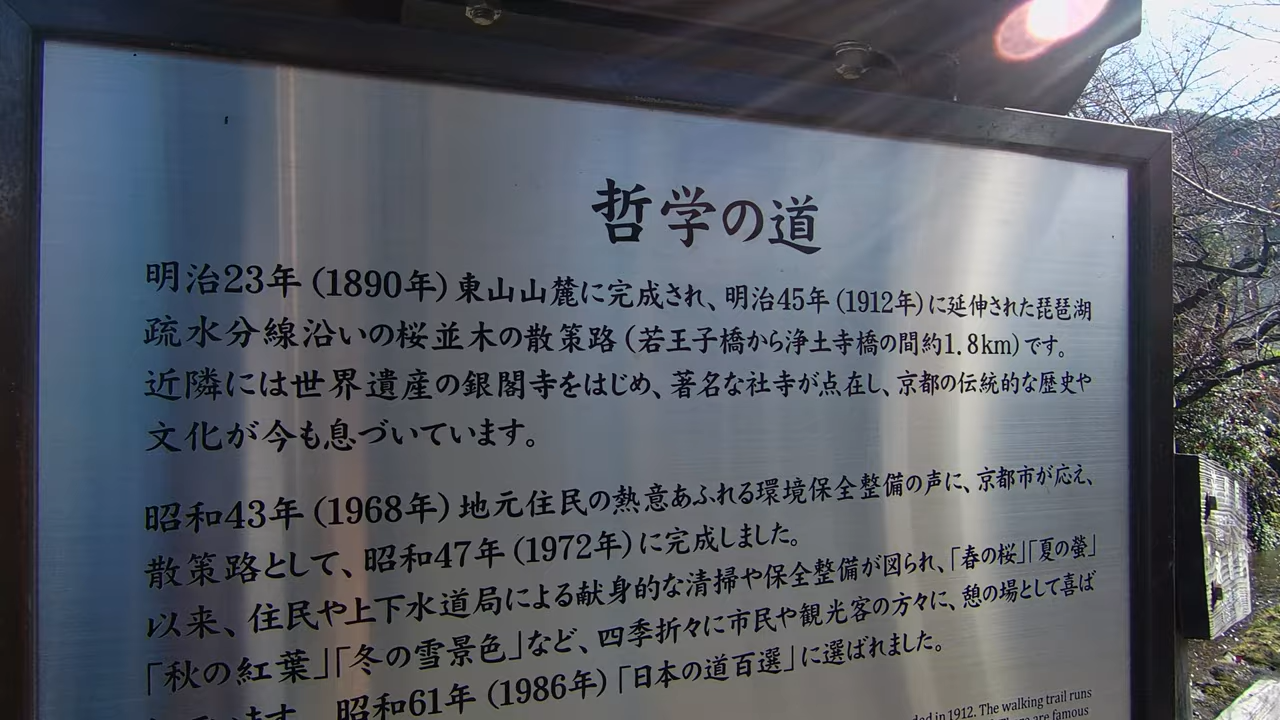 哲学の道
明治23年（1890年）東山山麓に完成され、明治45年（1912年）に延伸された琵琶湖
疏水分線沿いの桜並木の散策路（若王子橋から浄土寺橋の間約1.8km）です。
近隣には世界遺産の銀閣寺をはじめ、著名な社寺が点在し、京都の伝統的な歴史や
文化が今も息づいています。
昭和43年（1968年）地元住民の熱意あふれる環境保全整備の声に、京都市が応え、
散策路として、昭和47年（1972年）に完成しました。
以来、住民や上下水道局による献身的な清掃や保全整備が図られ、「春の桜」「夏の螢」
「秋の紅葉」「冬の雪景色」など、四季折々に市民や観光客の方々に、憩の場として喜ば
ます。昭和61年（1986年）「日本の道百選」に選ばれました。
in 1912. The walking trail runs
are famous